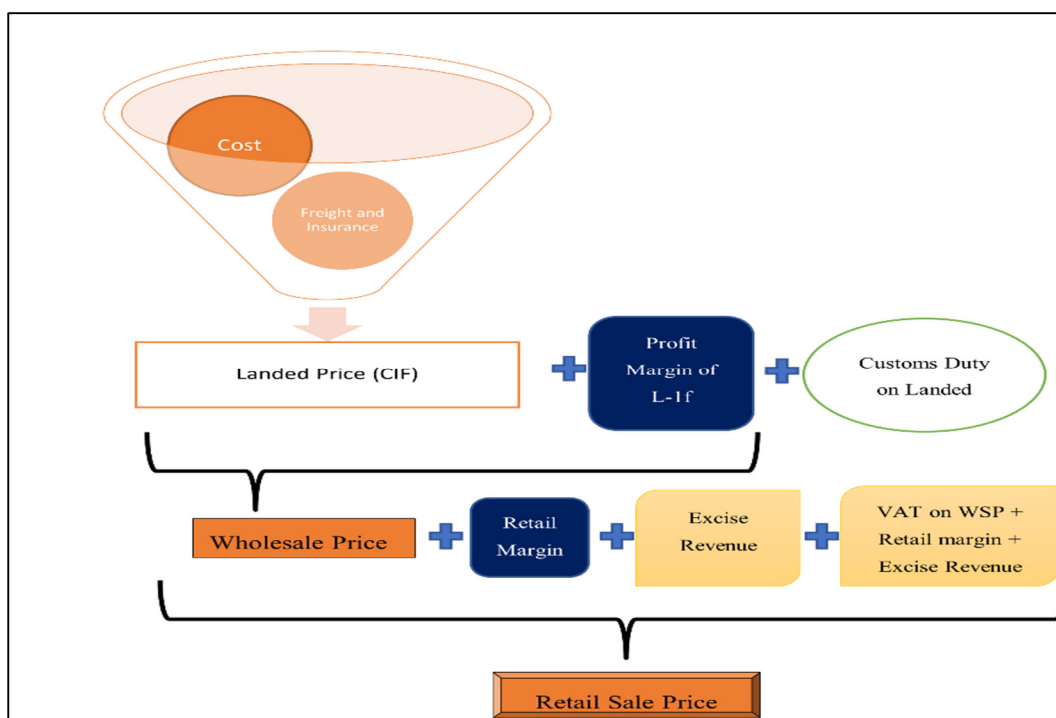 Cost
Freight and
Insurance
Landed Price (CIF)
Profit
Margin of
L-1f
Customs Duty
on Landed
Wholesale Price
Retail
Margin
Excise
Revenue
VAT on WSP +
Retail margin +
Excise Revenue
Retail Sale Price